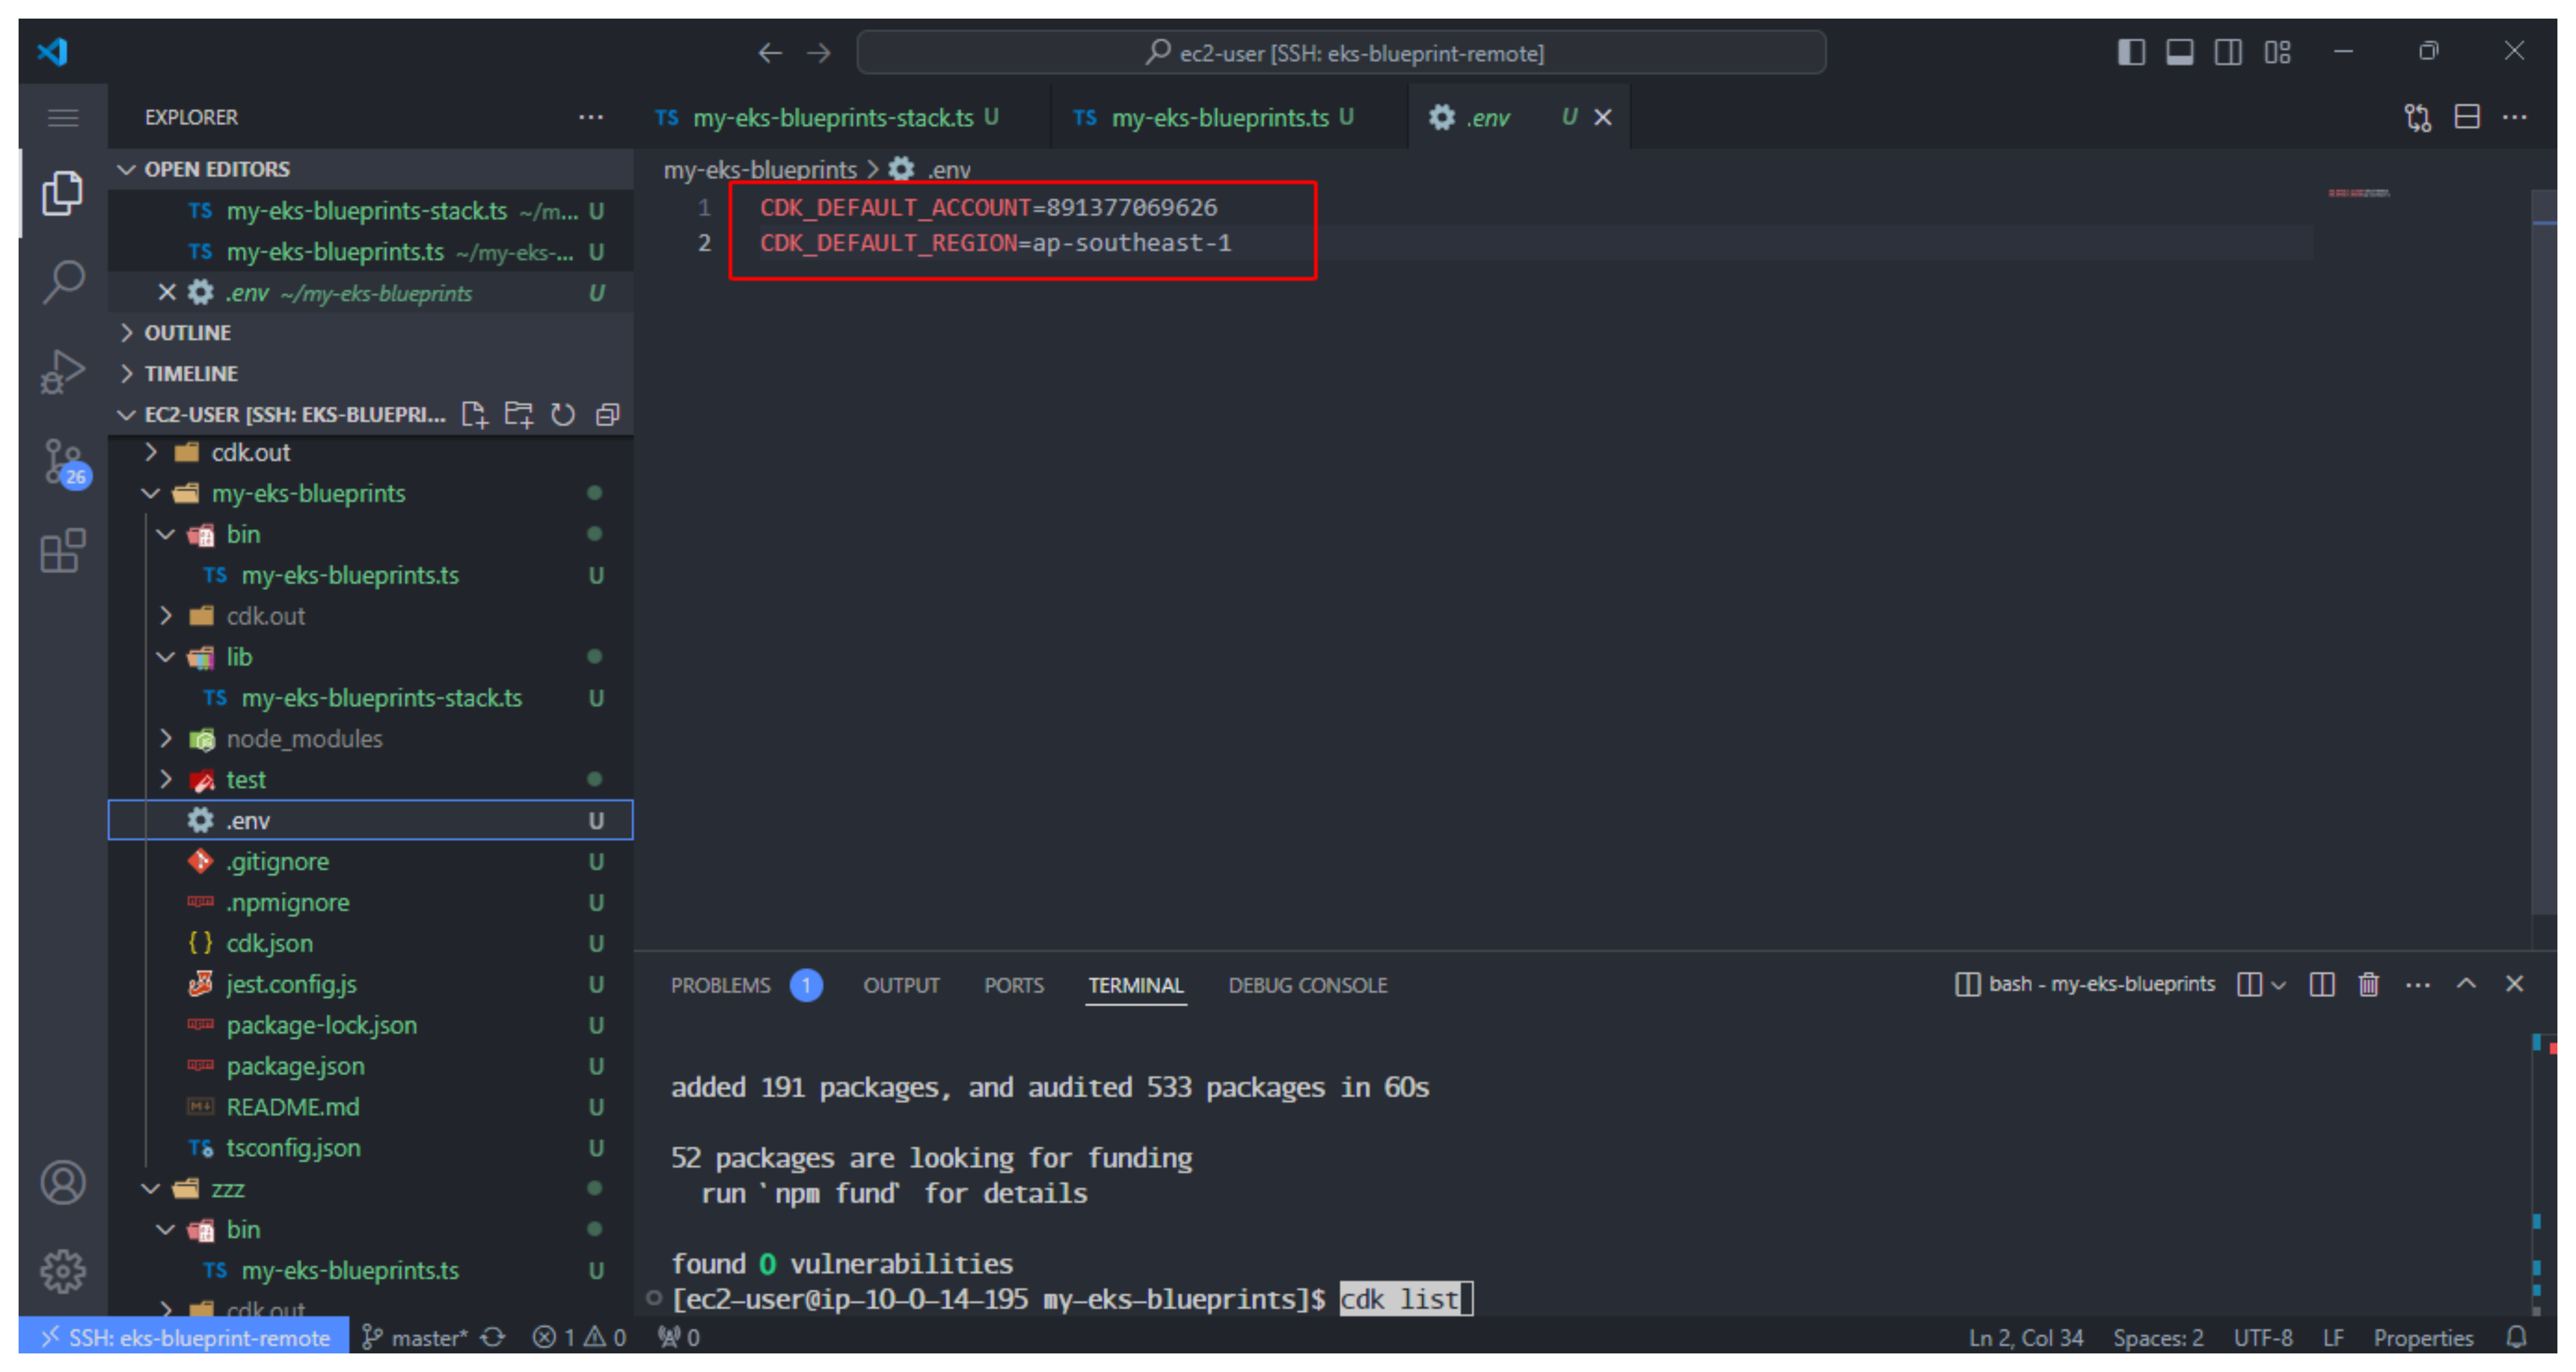 ec2-user [SSH: eks-blueprint-remote]
EXPLORER
TS my-eks-blueprints-stack.ts U
TS my-eks-blueprints.ts U
.env U
OPEN EDITORS
TS my-eks-blueprints-stack.ts ~/m... U
TS my-eks-blueprints.ts ~/my-eks-... U
.env ~/my-eks-blueprints U
OUTLINE
TIMELINE
EC2-USER [SSH: EKS-BLUEPRI...
cdk.out
my-eks-blueprints
bin
TS my-eks-blueprints.ts U
cdk.out
lib
TS my-eks-blueprints-stack.ts U
node_modules
test
.env U
.gitignore U
.npmignore U
{ } cdk.json U
jest.config.js U
package-lock.json U
package.json U
README.md U
TS tsconfig.json U
zzz
bin
TS my-eks-blueprints.ts U
cdk.out
26
my-eks-blueprints > .env
1 CDK_DEFAULT_ACCOUNT=891377069626
2 CDK_DEFAULT_REGION=ap-southeast-1
PROBLEMS 1 OUTPUT PORTS TERMINAL DEBUG CONSOLE
bash - my-eks-blueprints
added 191 packages, and audited 533 packages in 60s
52 packages are looking for funding
run `npm fund` for details
found 0 vulnerabilities
[ec2-user@ip-10-0-14-195 my-eks-blueprints]$ cdk list
SSH: eks-blueprint-remote master* 1 0 0
Ln 2, Col 34 Spaces: 2 UTF-8 LF Properties